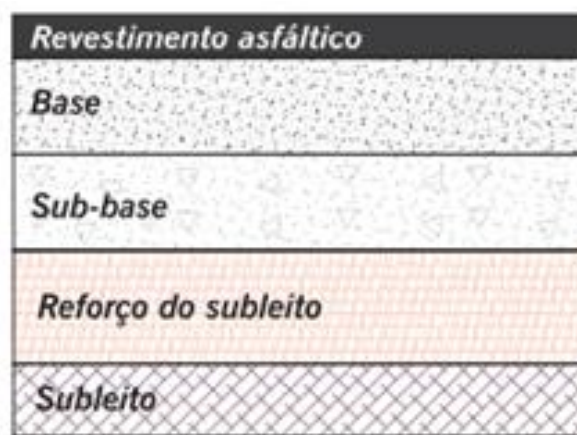 Revestimento asfáltico
Base
Sub-base
Reforço do subleito
Subleito